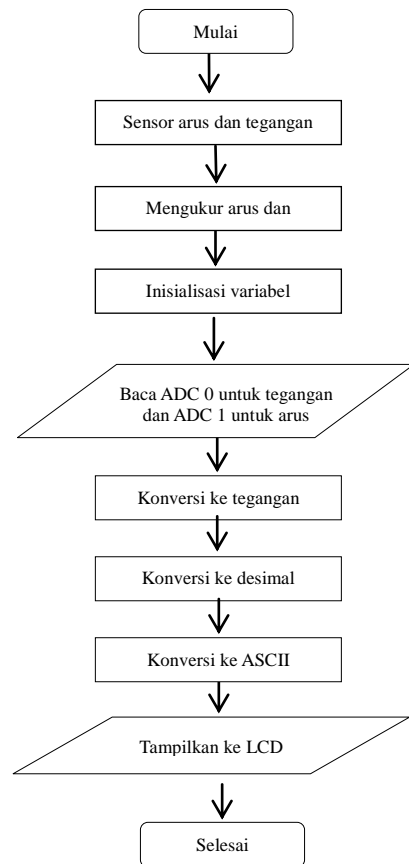 Mulai
Sensor arus dan tegangan
Mengukur arus dan
Inisialisasi variabel
Baca ADC 0 untuk tegangan
dan ADC 1 untuk arus
Konversi ke tegangan
Konversi ke desimal
Konversi ke ASCII
Tampilkan ke LCD
Selesai